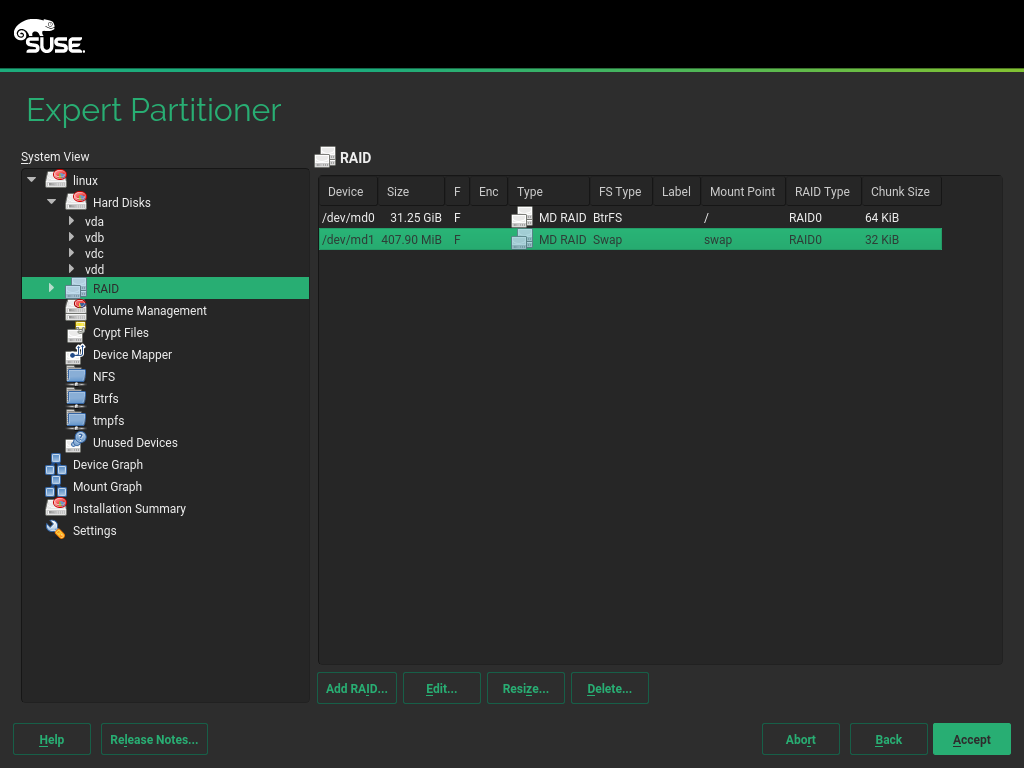 SUSE
Expert Partitioner
System View
linux
Hard Disks
vda
vdb
vdc
vdd
RAID
Volume Management
Crypt Files
Device Mapper
NFS
Btrfs
tmpfs
Unused Devices
Device Graph
Mount Graph
Installation Summary
Settings
RAID
Device Size F Enc Type FS Type Label Mount Point RAID Type Chunk Size
/dev/md0 31.25 GiB F MD RAID BtrFS / RAID0 64 KiB
/dev/md1 407.90 MiB F MD RAID Swap swap RAID0 32 KiB
Add RAID... Edit... Resize... Delete...
Help Release Notes... Abort Back Accept